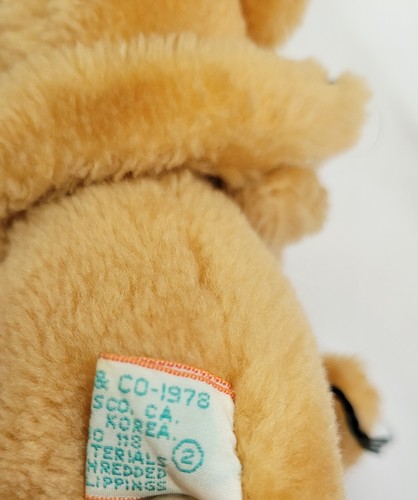 & CO-1978
SCO, CA.
KOREA.
O 113
TERIALS
HREDDED
LIPPINGS
2